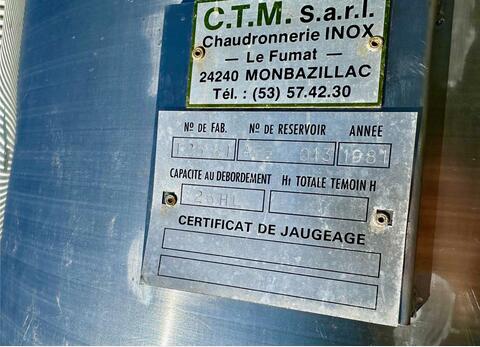 C.T.M. S.a.r.l.
Chaudronnerie INOX
— Le Fumat —
24240 MONBAZILLAC
Tél. : (53) 57.42.30
Nº DE FAB. Nº DE RESERVOIR ANNEE
013 1981
CAPACITE AU DEBORDEMENT Ht TOTALE TEMOIN H
CERTIFICAT DE JAUGEAGE